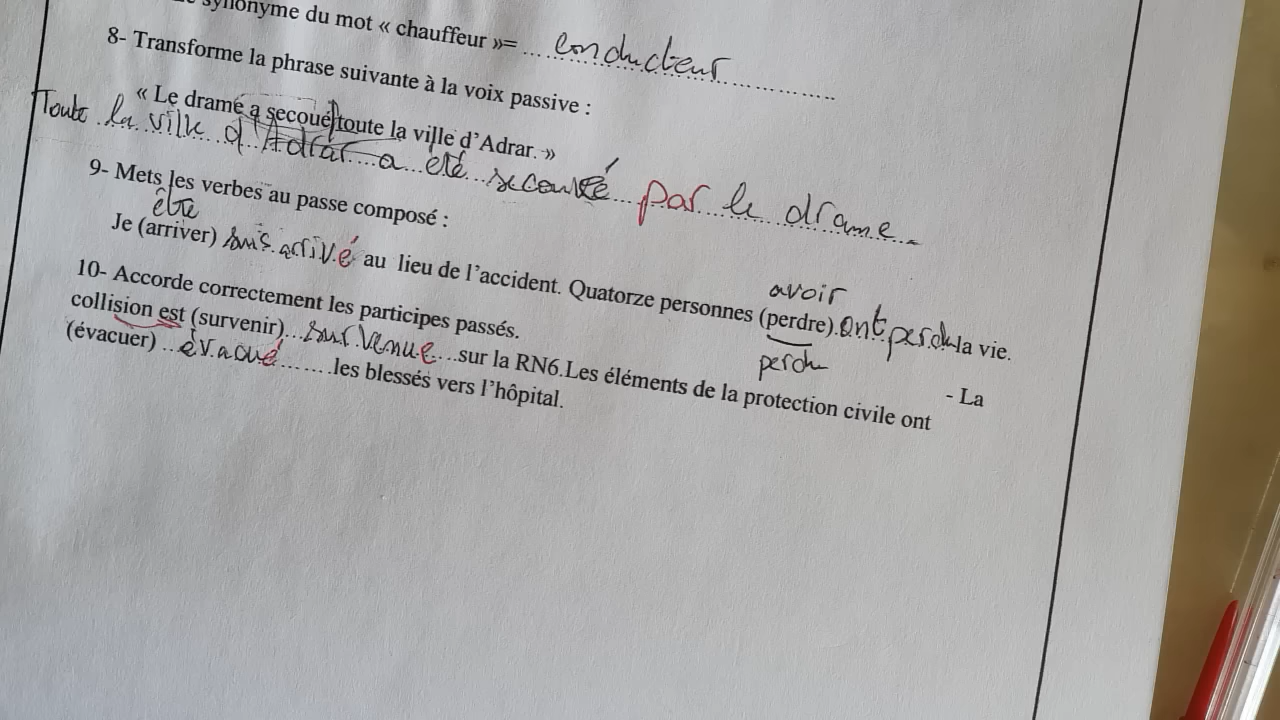 synonyme du mot « chauffeur »= ... conducteur ...............
8- Transforme la phrase suivante à la voix passive :
« Le drame a secoué toute la ville d'Adrar. »
Toute la ville d'Adrar a été secouée par le drame.
9- Mets les verbes au passe composé :
être
Je (arriver) suis arrivé au lieu de l'accident. Quatorze personnes (perdre) ont perdu la vie.
avoir
perdu
10- Accorde correctement les participes passés. - La
collision est (survenir)...survenue...sur la RN6.Les éléments de la protection civile ont
(évacuer) ...évacué.......les blessés vers l'hôpital.